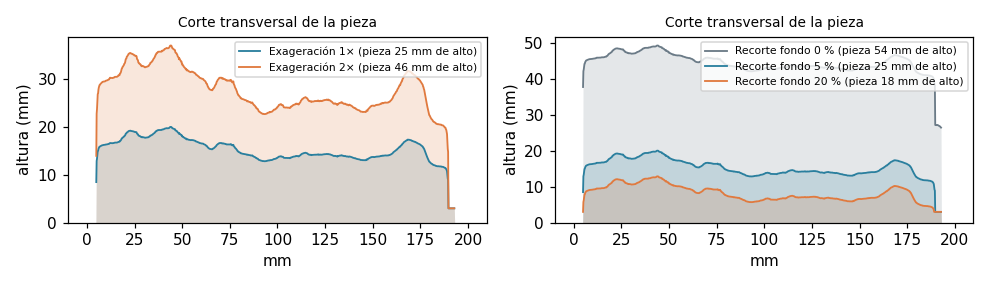 Corte transversal de la pieza
Exageración 1× (pieza 25 mm de alto)
Exageración 2× (pieza 46 mm de alto)
altura (mm)
30
20
10
0
0 25 50 75 100 125 150 175 200
mm
Corte transversal de la pieza
Recorte fondo 0 % (pieza 54 mm de alto)
Recorte fondo 5 % (pieza 25 mm de alto)
Recorte fondo 20 % (pieza 18 mm de alto)
altura (mm)
50
40
30
20
10
0
0 25 50 75 100 125 150 175 200
mm